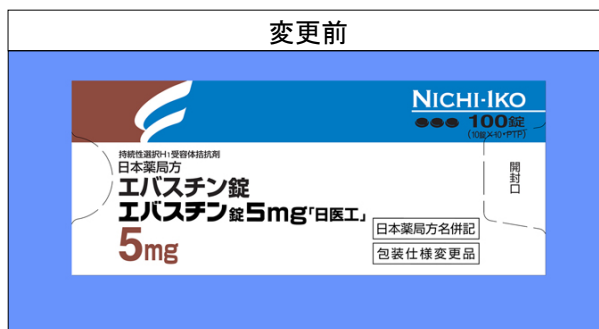 変更前
NICHI-IKO
100錠
(10錠×10・PTP)
持続性選択H₁受容体拮抗剤
日本薬局方
エバスチン錠
エバスチン錠5mg「日医工」
5mg
開封口
日本薬局方名併記
包装仕様変更品